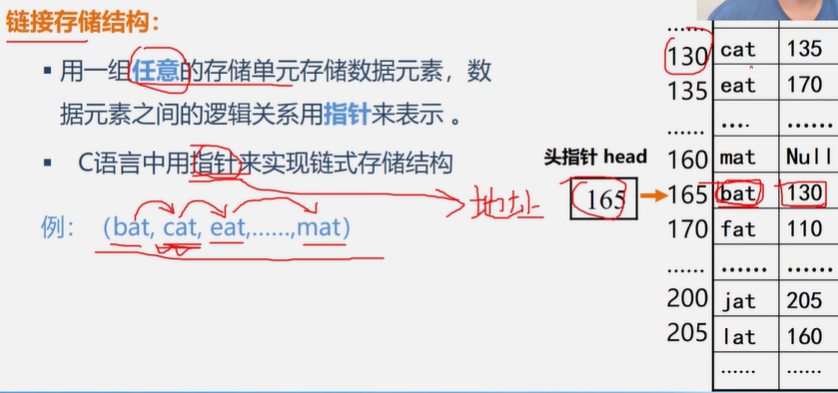 链接存储结构：
▪ 用一组任意的存储单元存储数据元素，数
据元素之间的逻辑关系用指针来表示 。
▪ C语言中用指针来实现链式存储结构
地址
例：（bat, cat, eat,……,mat）
头指针 head
165
……
130 cat 135
135 eat 170
…… …. ……
160 mat Null
165 bat 130
170 fat 110
…… …… ……
200 jat 205
205 lat 160
…… ……